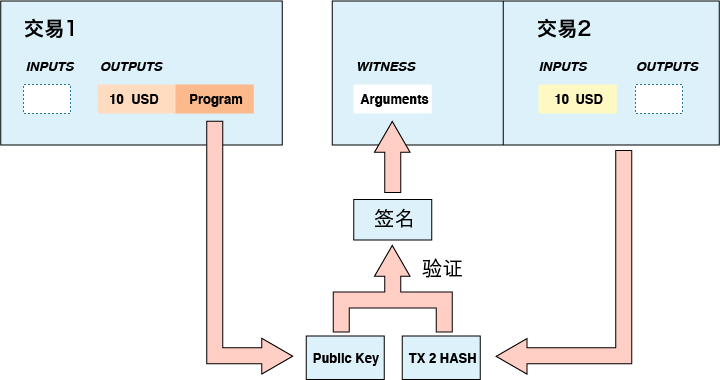 交易1
INPUTS
OUTPUTS
10 USD
Program
WITNESS
Arguments
交易2
INPUTS
OUTPUTS
10 USD
签名
验证
Public Key
TX 2 HASH